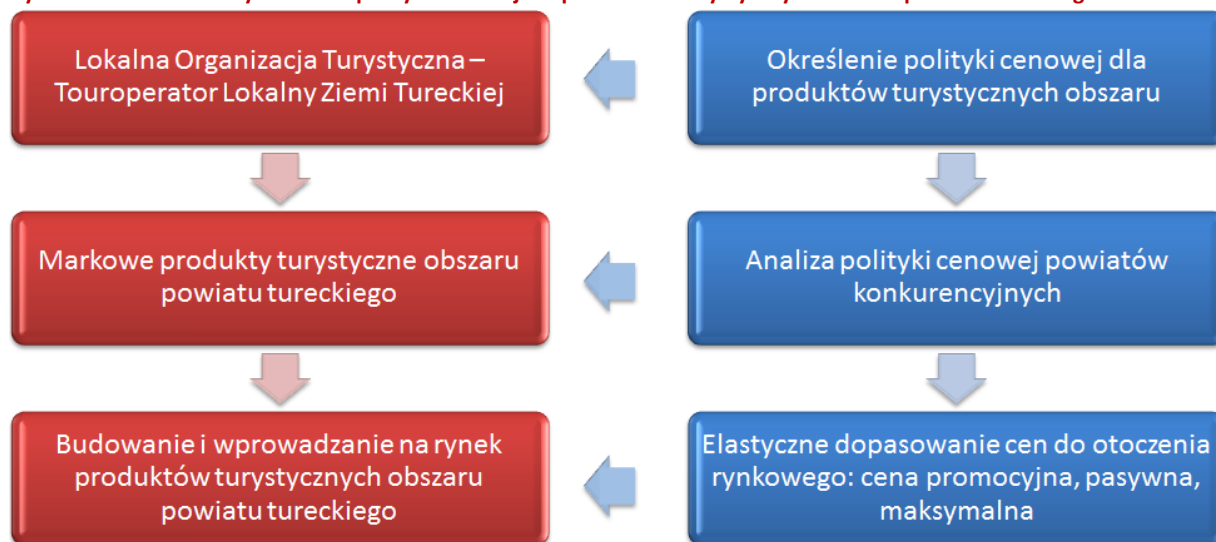 Lokalna Organizacja Turystyczna –
Touroperator Lokalny Ziemi Tureckiej
Określenie polityki cenowej dla
produktów turystycznych obszaru
Markowe produkty turystyczne obszaru
powiatu tureckiego
Analiza polityki cenowej powiatów
konkurencyjnych
Budowanie i wprowadzanie na rynek
produktów turystycznych obszaru
powiatu tureckiego
Elastyczne dopasowanie cen do otoczenia
rynkowego: cena promocyjna, pasywna,
maksymalna